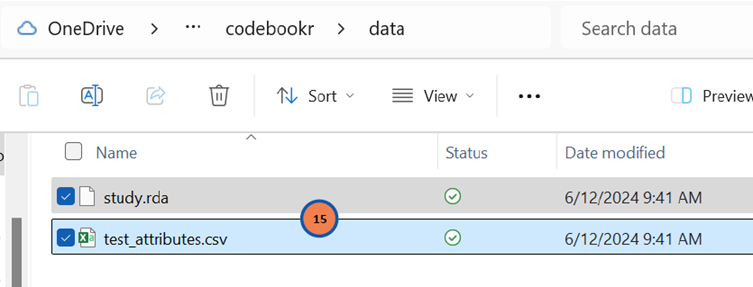 OneDrive > ... codebookr > data Search data
Sort View ... Preview
Name Status Date modified
study.rda 6/12/2024 9:41 AM
15
test_attributes.csv 6/12/2024 9:41 AM